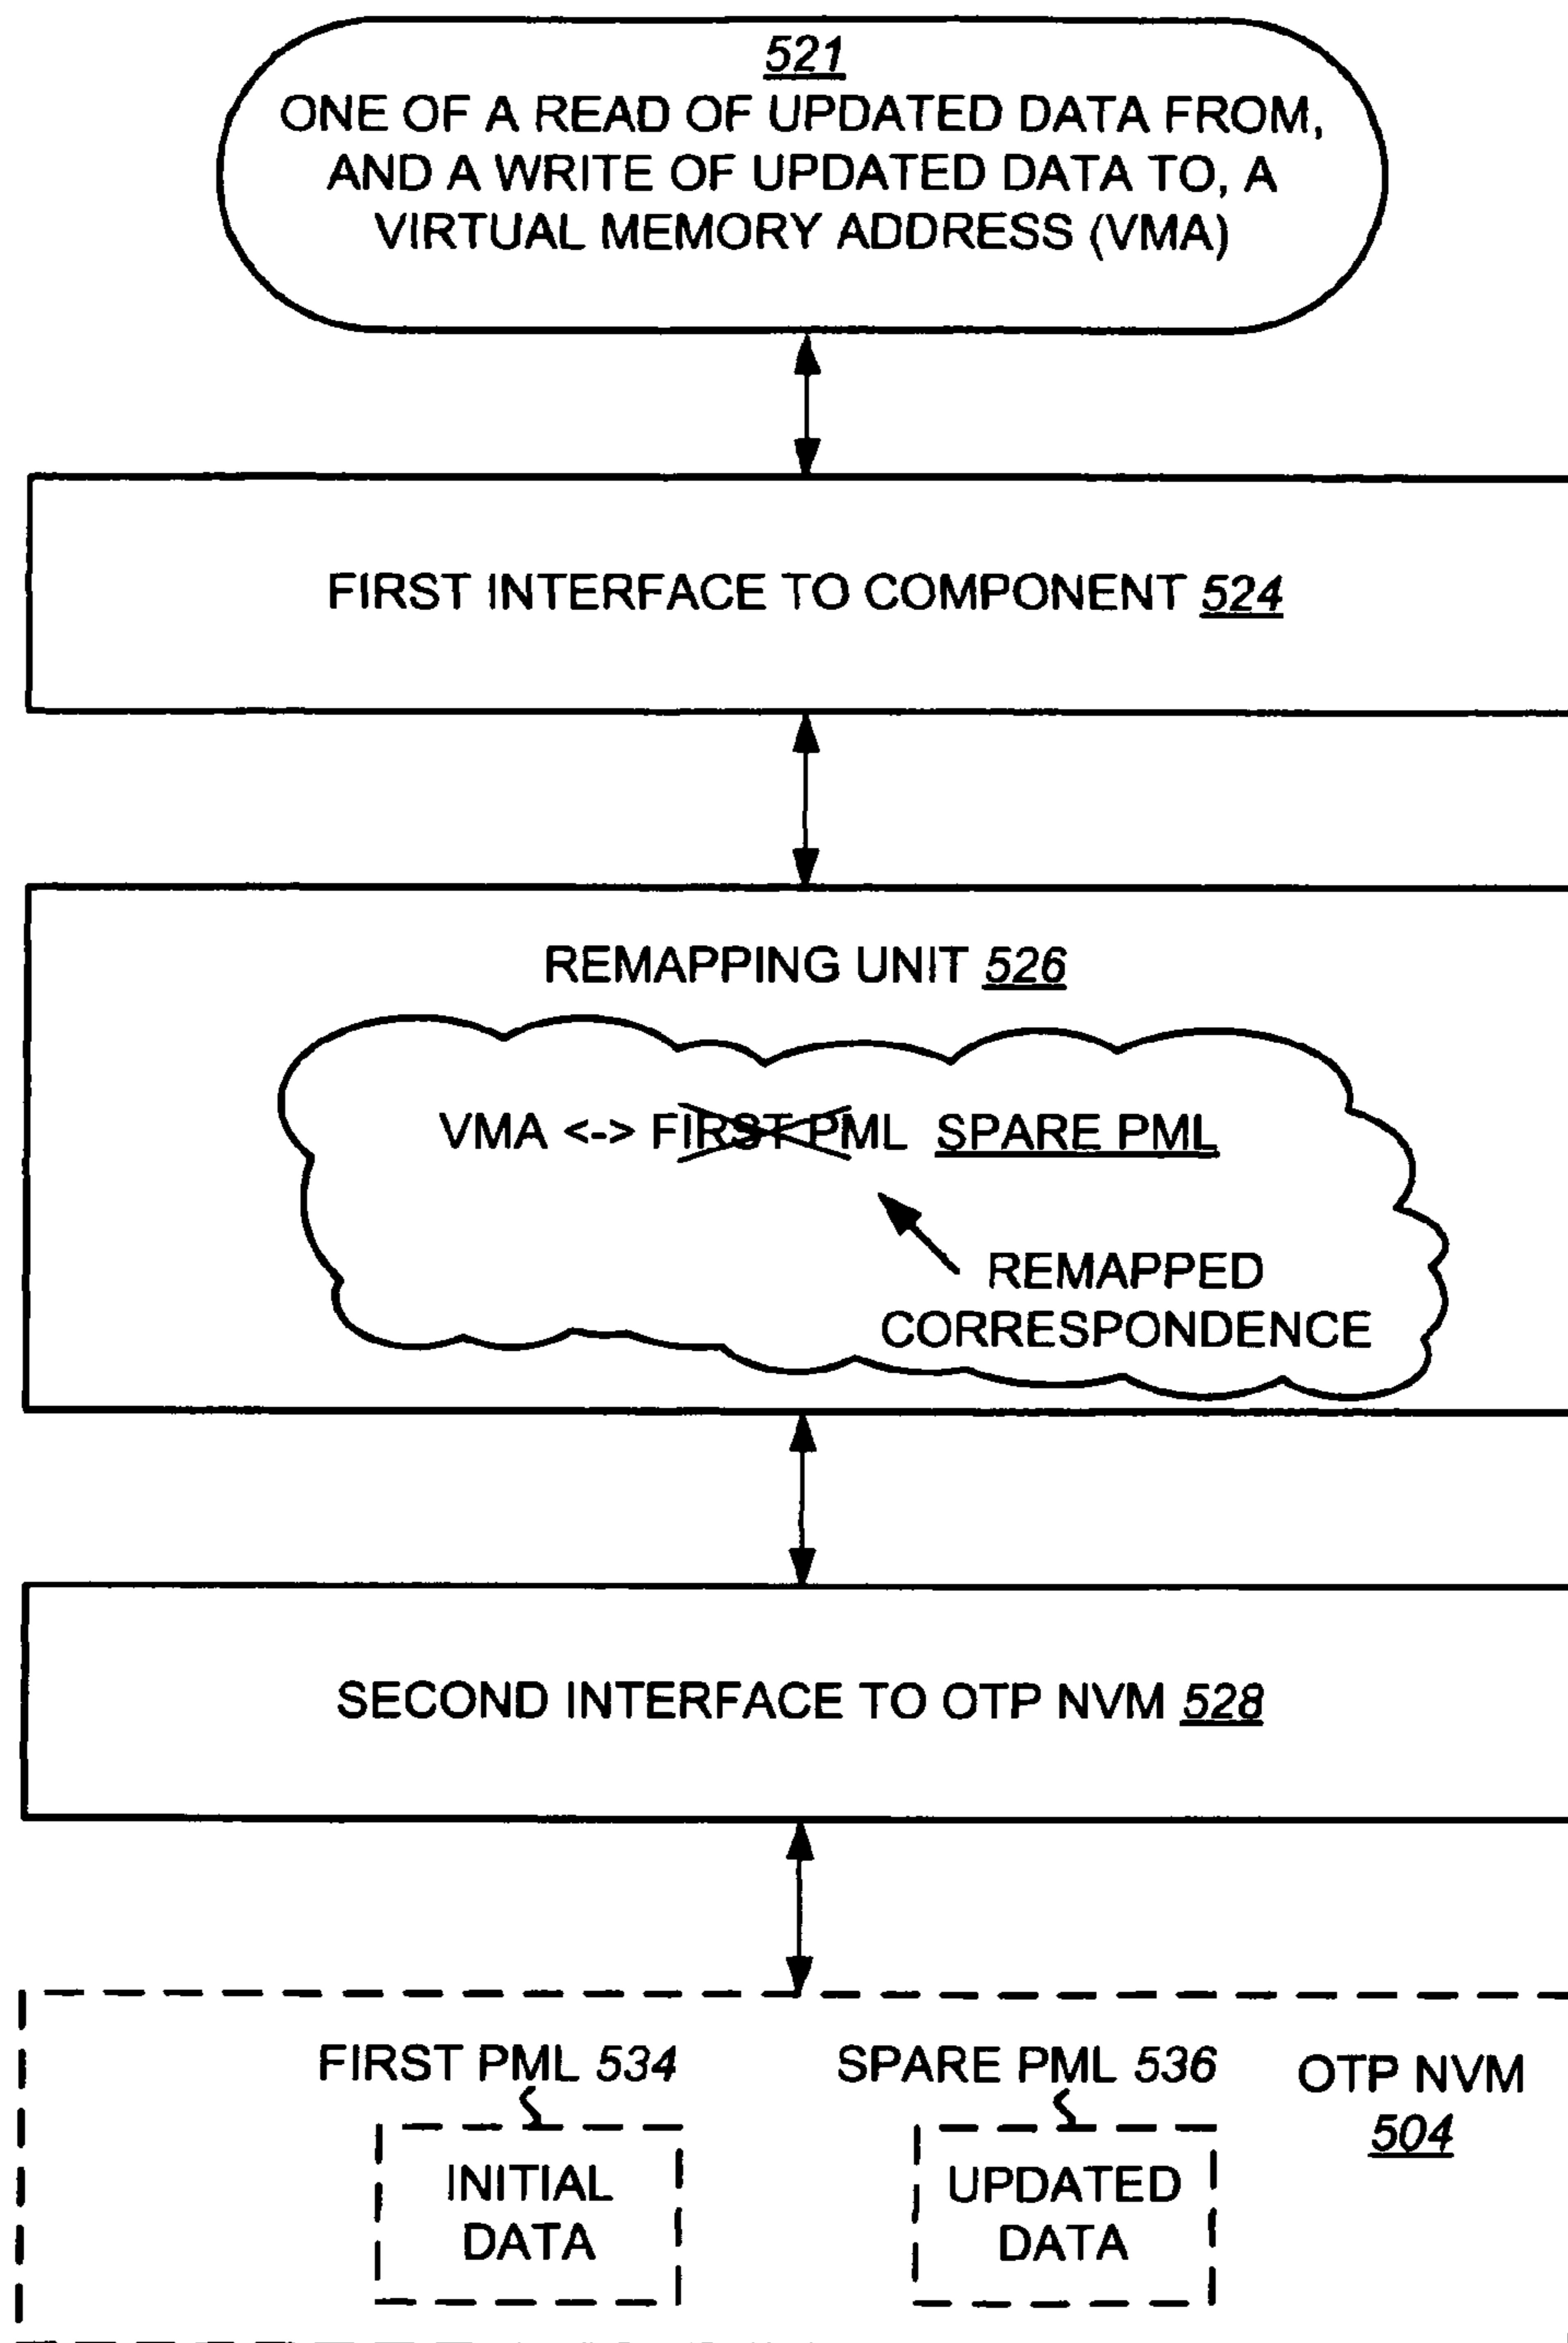 521
ONE OF A READ OF UPDATED DATA FROM,
AND A WRITE OF UPDATED DATA TO, A
VIRTUAL MEMORY ADDRESS (VMA)
FIRST INTERFACE TO COMPONENT 524
REMAPPING UNIT 526
VMA <-> FIRST PML SPARE PML
REMAPPED
CORRESPONDENCE
SECOND INTERFACE TO OTP NVM 528
FIRST PML 534
SPARE PML 536
OTP NVM
504
INITIAL
DATA
UPDATED
DATA